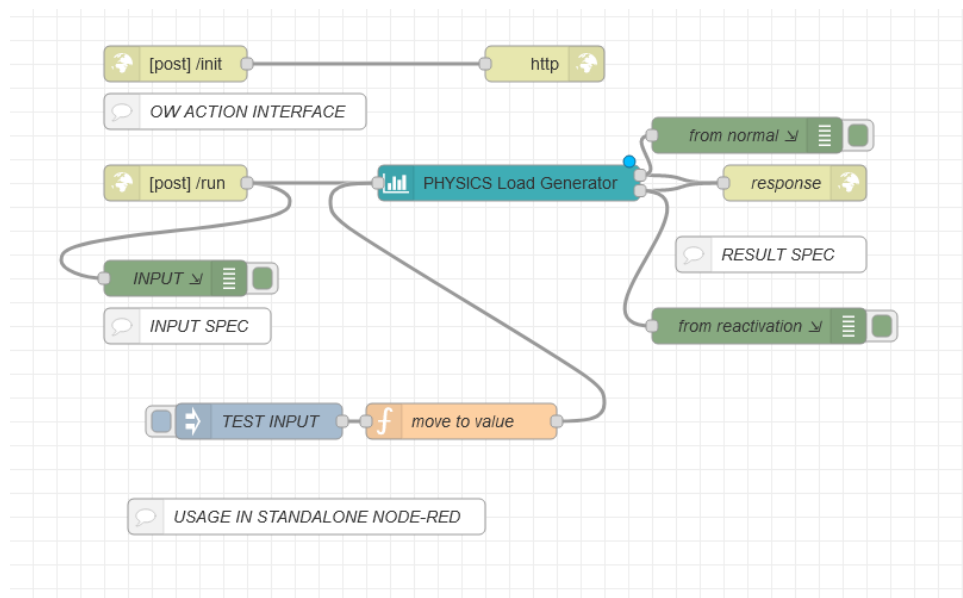 [post] /init
http
OW ACTION INTERFACE
from normal ⇲
[post] /run
PHYSICS Load Generator
response
RESULT SPEC
INPUT ⇲
INPUT SPEC
from reactivation ⇲
TEST INPUT
move to value
USAGE IN STANDALONE NODE-RED